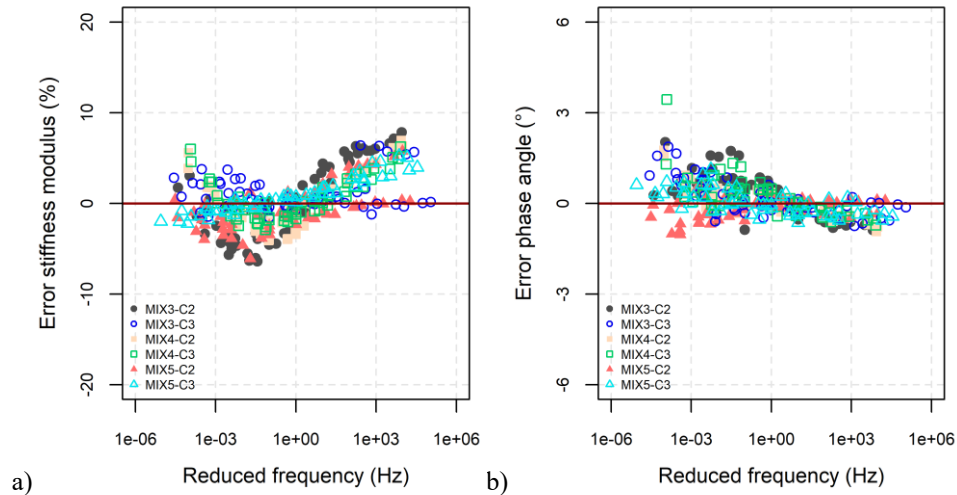 Error stiffness modulus (%)
20
10
0
-10
-20
MIX3-C2
MIX3-C3
MIX4-C2
MIX4-C3
MIX5-C2
MIX5-C3
1e-06 1e-03 1e+00 1e+03 1e+06
Reduced frequency (Hz)
a)
Error phase angle (°)
6
3
0
-3
-6
MIX3-C2
MIX3-C3
MIX4-C2
MIX4-C3
MIX5-C2
MIX5-C3
1e-06 1e-03 1e+00 1e+03 1e+06
Reduced frequency (Hz)
b)